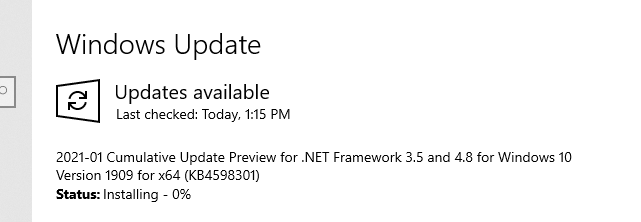 Windows Update
Updates available
Last checked: Today, 1:15 PM
2021-01 Cumulative Update Preview for .NET Framework 3.5 and 4.8 for Windows 10
Version 1909 for x64 (KB4598301)
Status: Installing - 0%